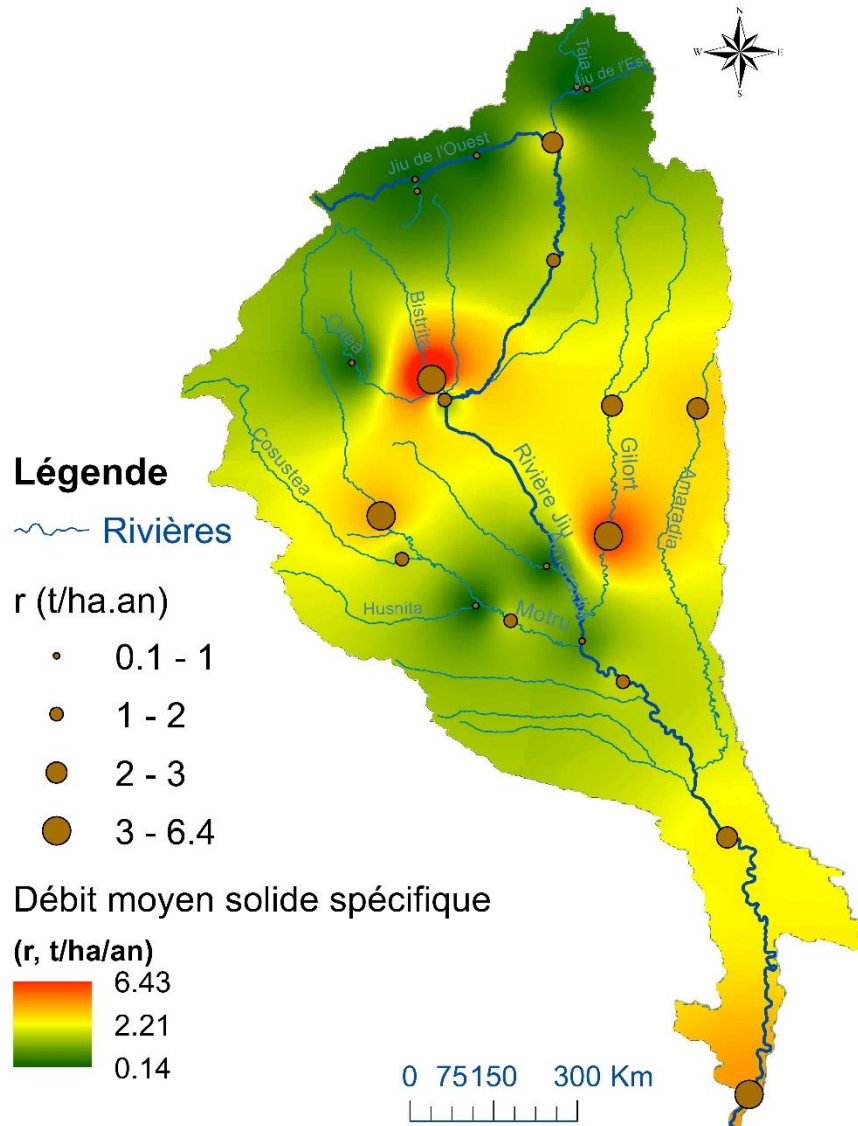 N
W E
S
Taia
Jiu de l'Est
Jiu de l'Ouest
Bistrita
Cosustea
Gilort
Amaradia
Rivière Jiu
Husnita
Motru
Légende
Rivières
r (t/ha.an)
0.1 - 1
1 - 2
2 - 3
3 - 6.4
Débit moyen solide spécifique
(r, t/ha/an)
6.43
2.21
0.14
0 75 150 300 Km